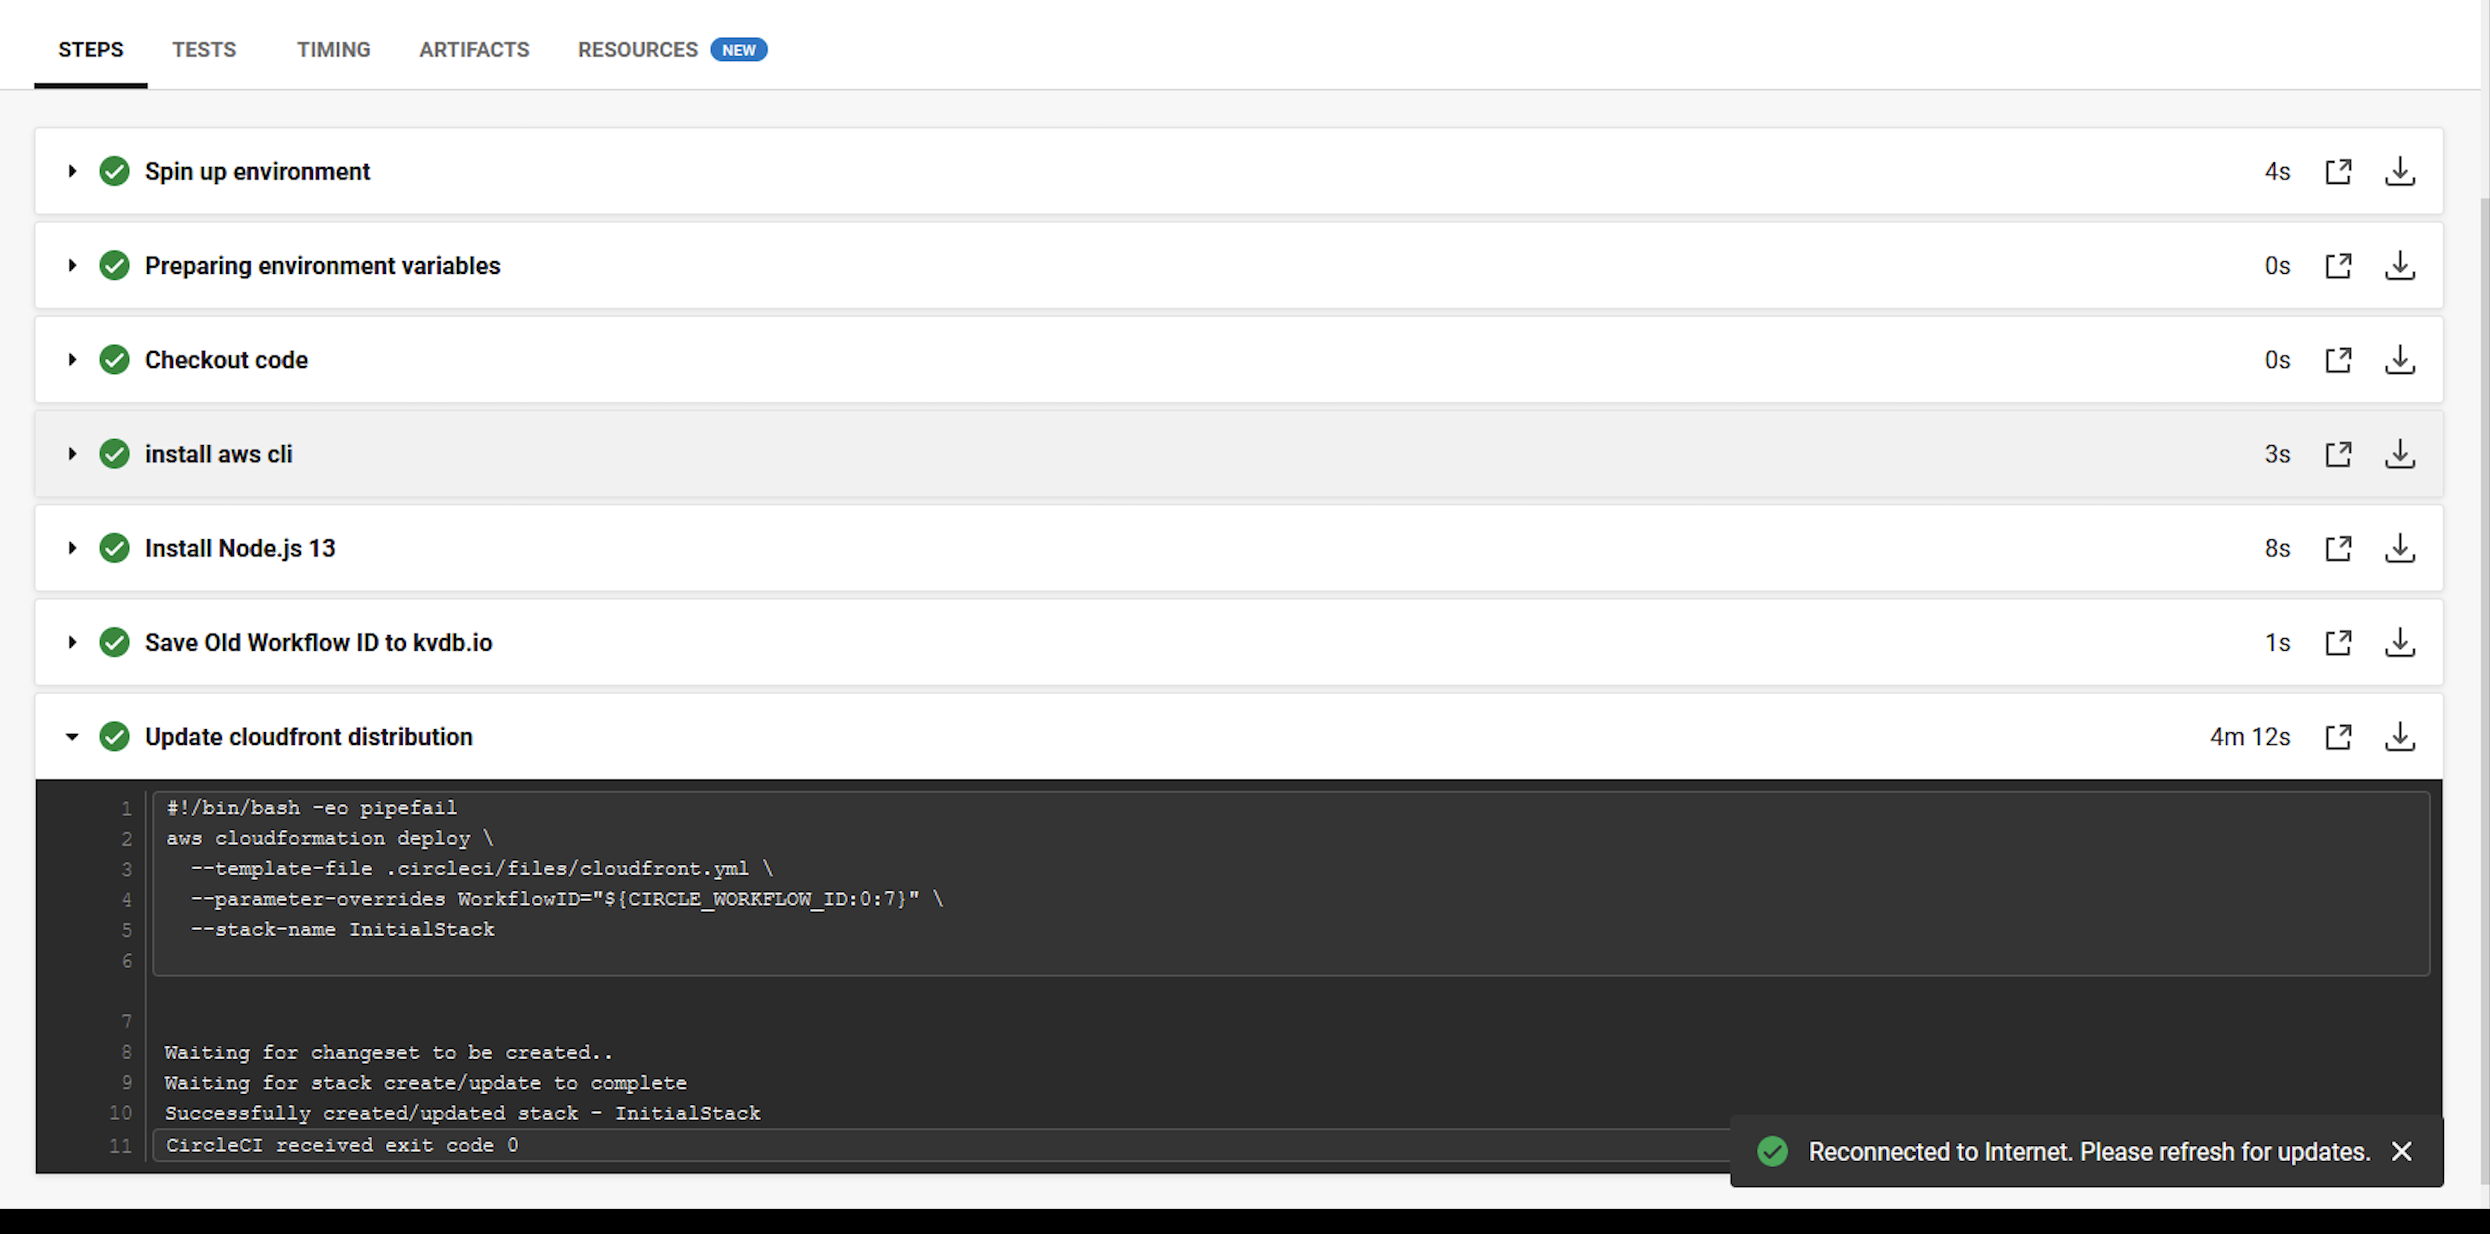 STEPS TESTS TIMING ARTIFACTS RESOURCES NEW
Spin up environment 4s
Preparing environment variables 0s
Checkout code 0s
install aws cli 3s
Install Node.js 13 8s
Save Old Workflow ID to kvdb.io 1s
Update cloudfront distribution 4m 12s
1 #!/bin/bash -eo pipefail
2 aws cloudformation deploy \
3   --template-file .circleci/files/cloudfront.yml \
4   --parameter-overrides WorkflowID="${CIRCLE_WORKFLOW_ID:0:7}" \
5   --stack-name InitialStack
6
7
8 Waiting for changeset to be created..
9 Waiting for stack create/update to complete
10 Successfully created/updated stack - InitialStack
11 CircleCI received exit code 0
Reconnected to Internet. Please refresh for updates.